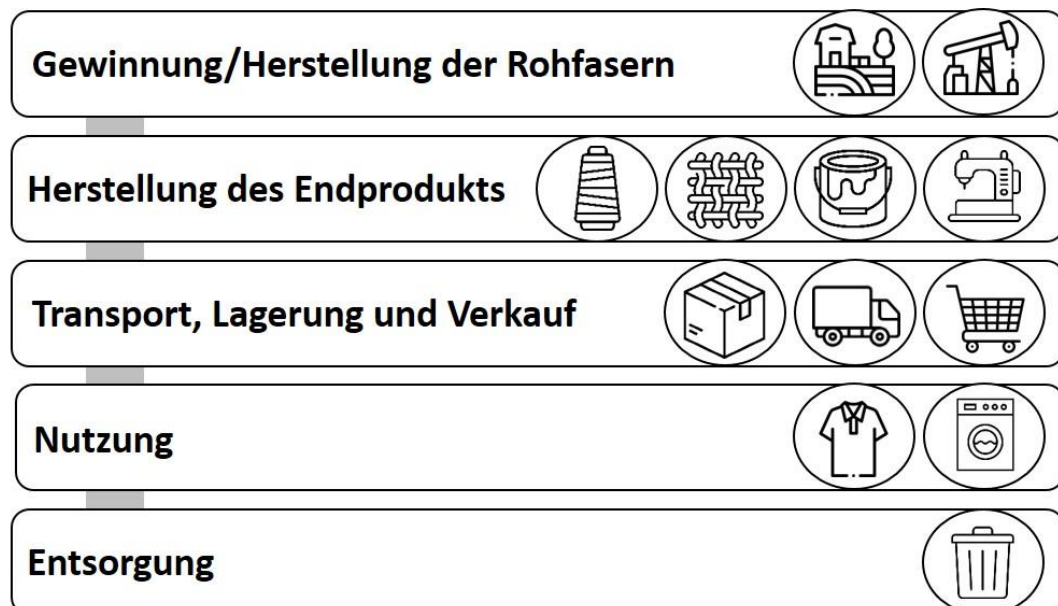 Gewinnung/Herstellung der Rohfasern
Herstellung des Endprodukts
Transport, Lagerung und Verkauf
Nutzung
Entsorgung